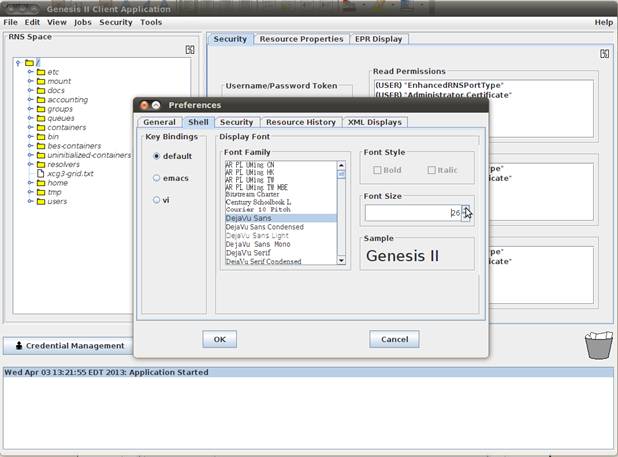 Genesis II Client Application
File Edit View Jobs Security Tools Help
RNS Space
/
etc
mount
docs
accounting
groups
queues
containers
bin
bes-containers
uninitialized-containers
resolvers
xcg3-grid.txt
home
tmp
users
Credential Management
Security Resource Properties EPR Display
Username/Password Token
Read Permissions
(USER) "EnhancedRNSPortType"
(USER) "Administrator Certificate"
Preferences
General Shell Security Resource History XML Displays
Key Bindings
default
emacs
vi
Display Font
Font Family
AR PL UMing CN
AR PL UMing HK
AR PL UMing TW
AR PL UMing TW MBE
Bitstream Charter
Century Schoolbook L
Courier 10 Pitch
DejaVu Sans
DejaVu Sans Condensed
DejaVu Sans Light
DejaVu Sans Mono
DejaVu Serif
DejaVu Serif Condensed
Font Style
Bold Italic
Font Size
26
Sample
Genesis II
OK Cancel
ype"
icate"
ype"
icate"
Wed Apr 03 13:21:55 EDT 2013: Application Started